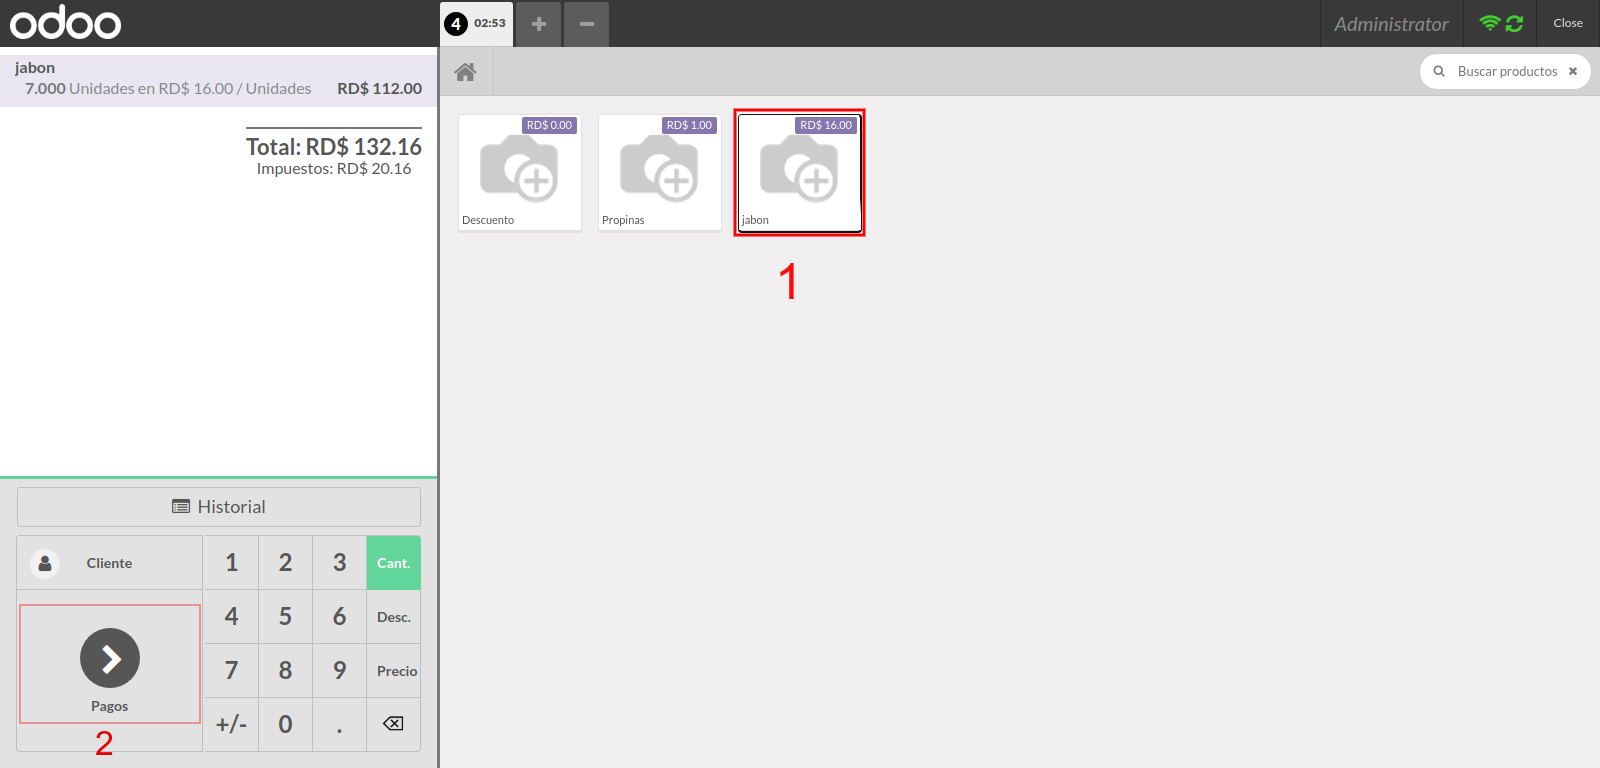 odoo
4 02:53
Administrator
Close
jabon
7.000 Unidades en RD$ 16.00 / Unidades RD$ 112.00
Total: RD$ 132.16
Impuestos: RD$ 20.16
Buscar productos
RD$ 0.00
Descuento
RD$ 1.00
Propinas
RD$ 16.00
jabon
1
Historial
Cliente
1 2 3 Cant.
4 5 6 Desc.
7 8 9 Precio
+/- 0 .
Pagos
2